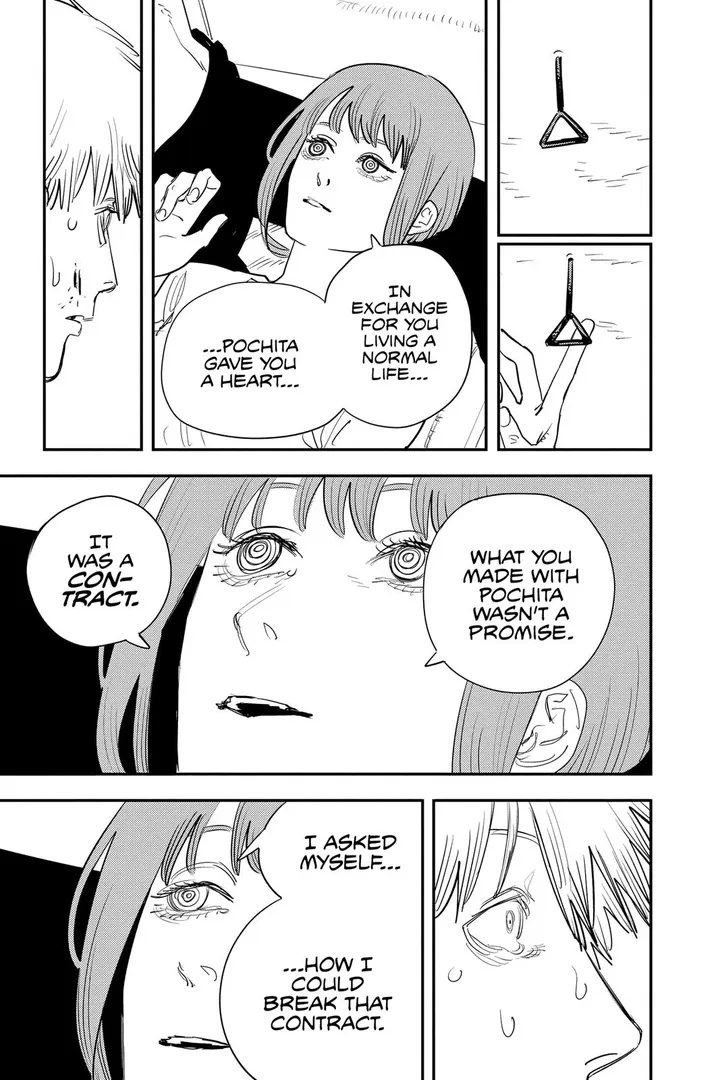 IN
EXCHANGE
FOR YOU
LIVING A
NORMAL
LIFE...
...POCHITA
GAVE YOU
A HEART...
WHAT YOU
MADE WITH
POCHITA
WASN'T A
PROMISE.
IT
WAS A
CON-
TRACT.
I ASKED
MYSELF...
...HOW I
COULD
BREAK THAT
CONTRACT.